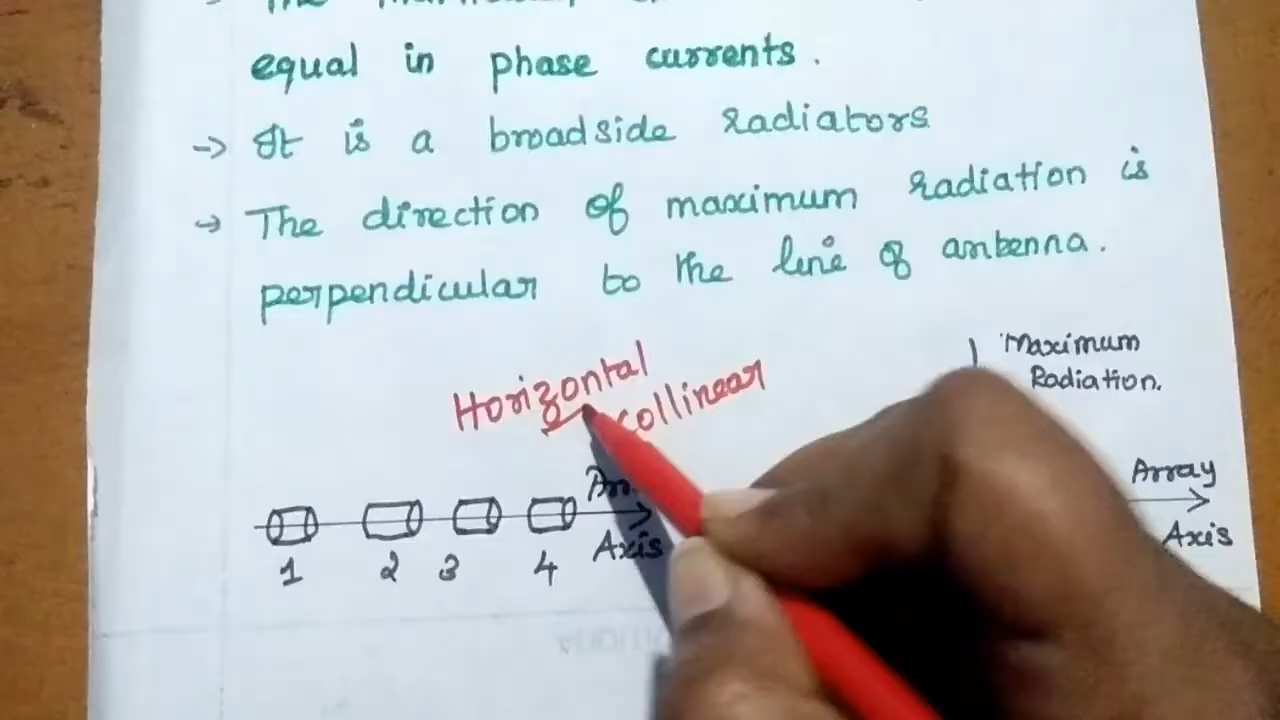 equal in phase currents.
→ It is a broadside radiators
→ The direction of maximum radiation is
perpendicular to the line of antenna.
Horizontal
collinear
Maximum
Radiation.
Axis
1 2 3 4
Array
Axis